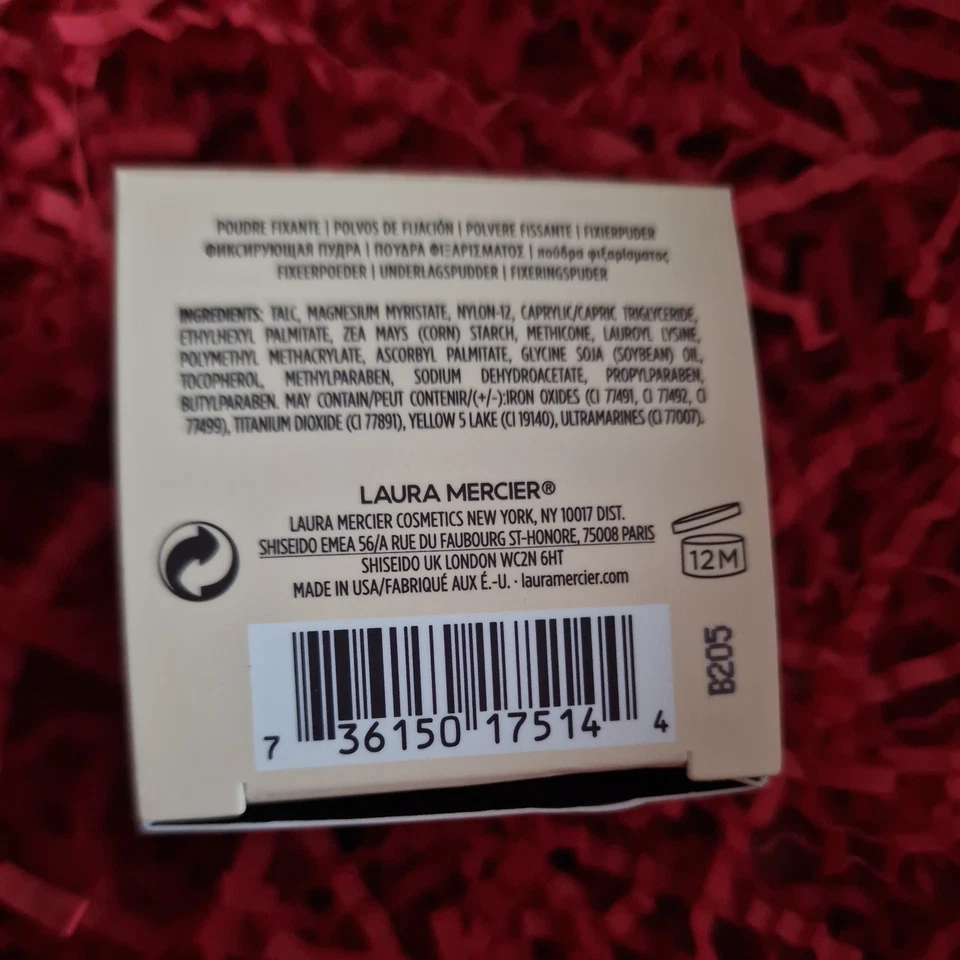 POUDRE FIXANTE | POLVOS DE FIJACIÓN | POLVERE FISSANTE | FIXIERPUDER
ФИКСИРУЮЩАЯ ПУДРА | ΠΟΥΔΡΑ ΦΙΞΑΡΙΣΜΑΤΟΣ | πούδρα φιξαρίσματος
FIXEERPOEDER | UNDERLAGSPUDDER | FIXERINGSPUDER
INGREDIENTS: TALC, MAGNESIUM MYRISTATE, NYLON-12, CAPRYLIC/CAPRIC TRIGLYCERIDE,
ETHYLHEXYL PALMITATE, ZEA MAYS (CORN) STARCH, METHICONE, LAUROYL LYSINE,
POLYMETHYL METHACRYLATE, ASCORBYL PALMITATE, GLYCINE SOJA (SOYBEAN) OIL,
TOCOPHEROL, METHYLPARABEN, SODIUM DEHYDROACETATE, PROPYLPARABEN,
BUTYLPARABEN. MAY CONTAIN/PEUT CONTENIR/(+/-):IRON OXIDES (CI 77491, CI 77492, CI
77499), TITANIUM DIOXIDE (CI 77891), YELLOW 5 LAKE (CI 19140), ULTRAMARINES (CI 77007).
LAURA MERCIER®
LAURA MERCIER COSMETICS NEW YORK, NY 10017 DIST.
SHISEIDO EMEA 56/A RUE DU FAUBOURG ST-HONORE, 75008 PARIS
SHISEIDO UK LONDON WC2N 6HT
MADE IN USA/FABRIQUÉ AUX É.-U. · lauramercier.com
12M
B205
7 36150 17514 4